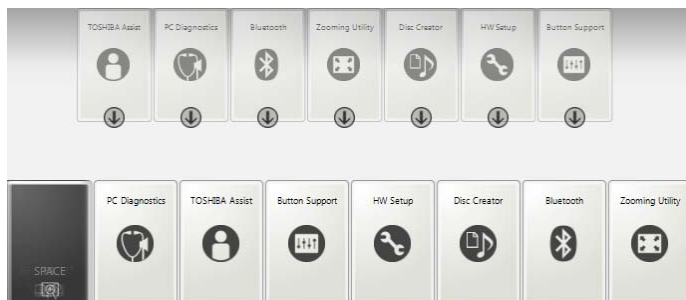 TOSHIBA Assist
PC Diagnostics
Bluetooth
Zooming Utility
Disc Creator
HW Setup
Button Support
PC Diagnostics
TOSHIBA Assist
Button Support
HW Setup
Disc Creator
Bluetooth
Zooming Utility
SPACE